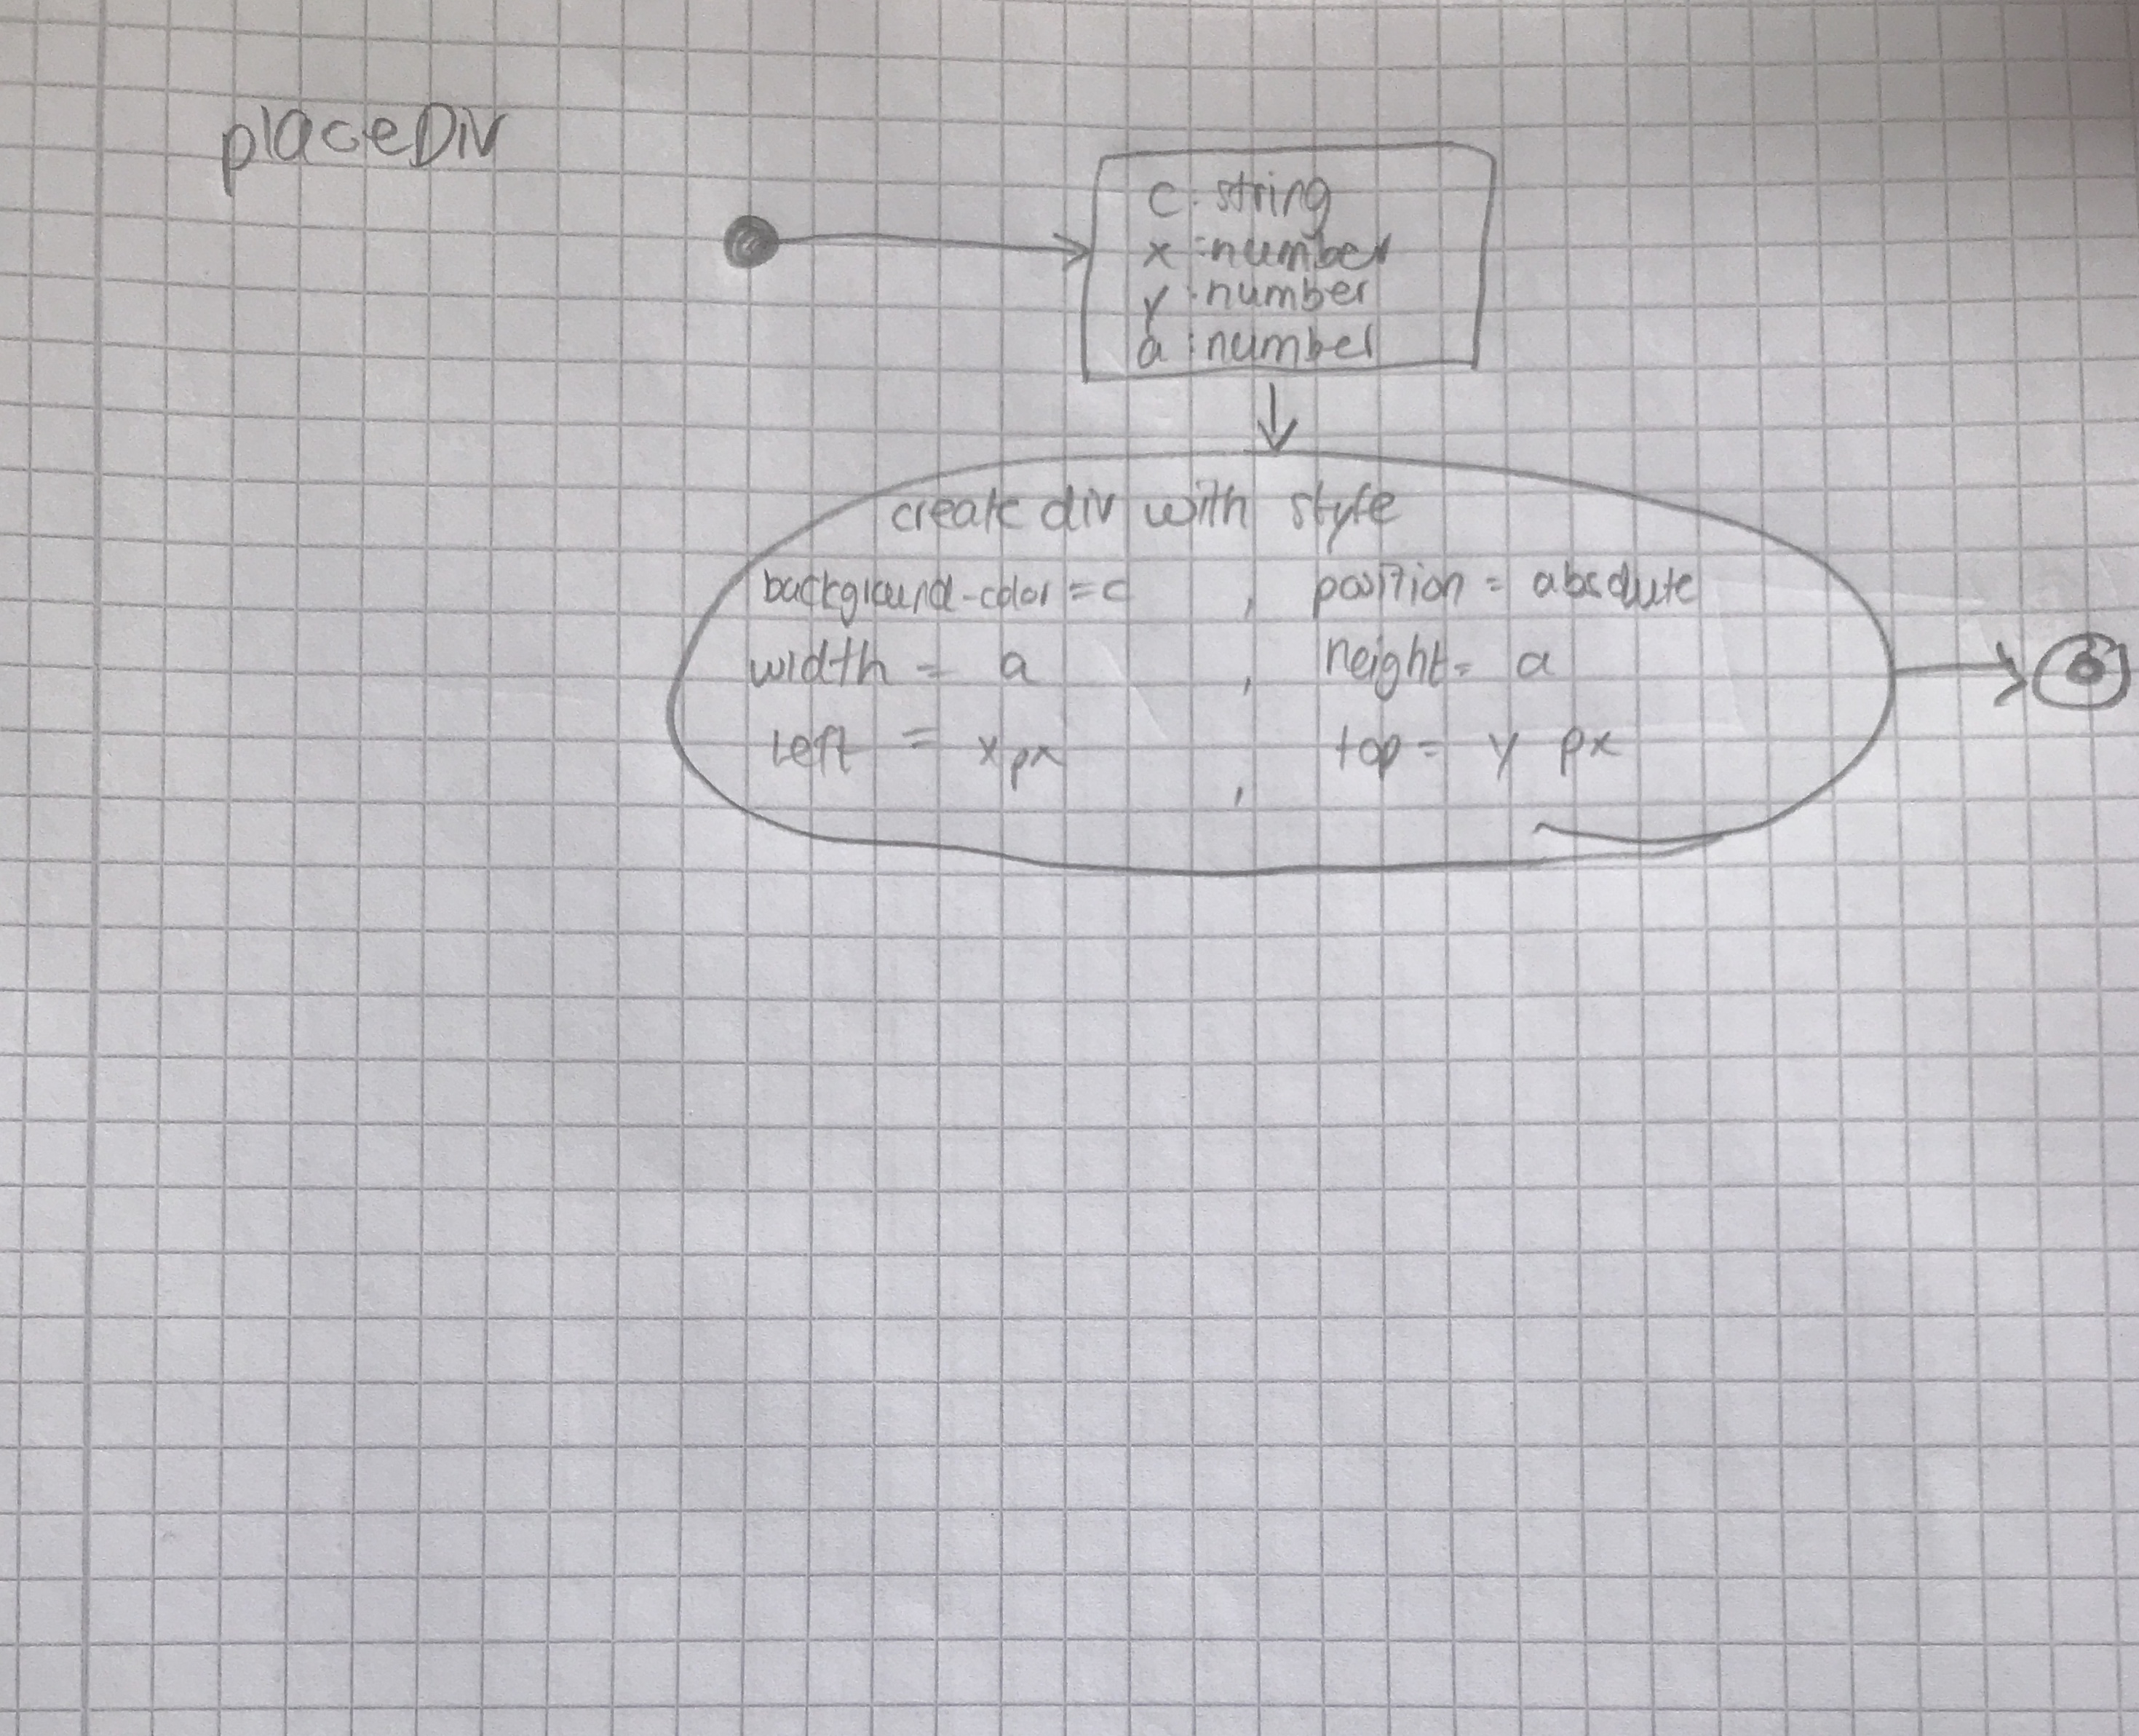 placeDiv
c: string
x: number
y: number
a: number
create div with style
background-color = c , position = absolute
width = a , height = a
left = x px , top = y px